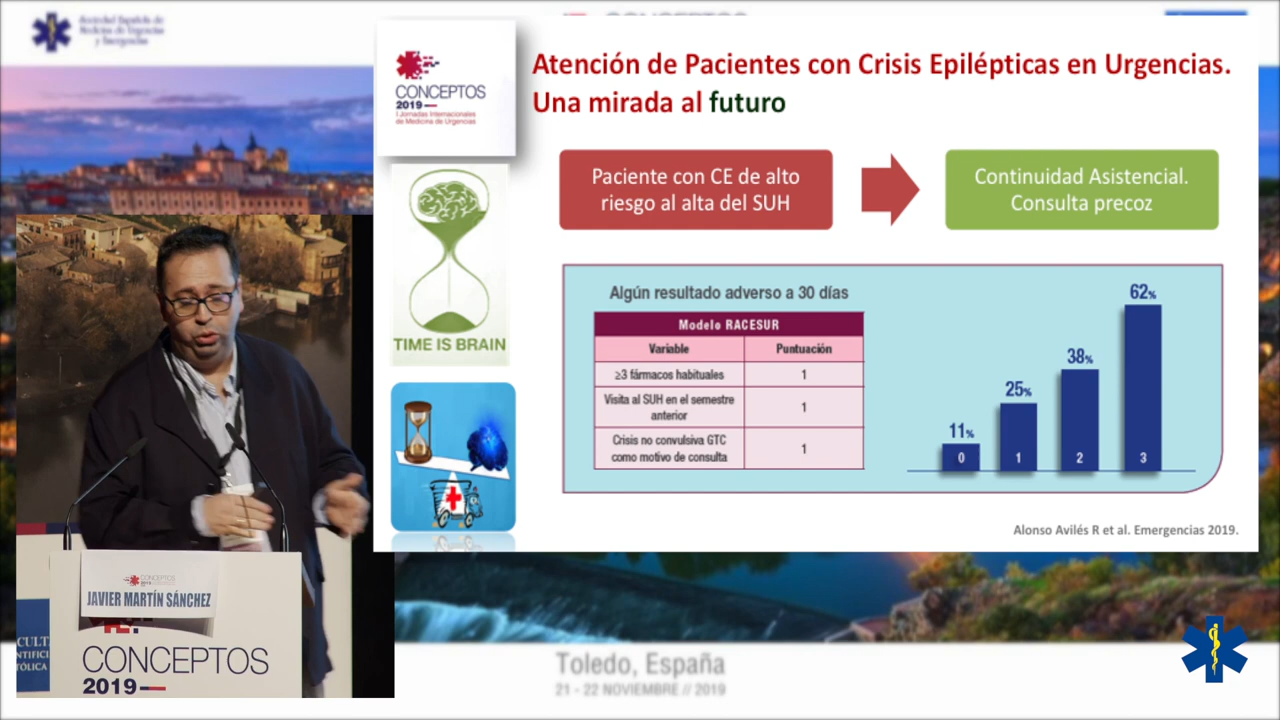 Sociedad Española de
Medicina de Urgencias
y Emergencias
CONCEPTOS
CONCEPTOS
2019
I Jornadas Internacionales
de Medicina de Urgencias
Atención de Pacientes con Crisis Epilépticas en Urgencias.
Una mirada al futuro
Paciente con CE de alto
riesgo al alta del SUH
Continuidad Asistencial.
Consulta precoz
TIME IS BRAIN
Algún resultado adverso a 30 días
Modelo RACESUR
Variable Puntuación
≥3 fármacos habituales 1
Visita al SUH en el semestre
anterior 1
Crisis no convulsiva GTC
como motivo de consulta 1
11% 25% 38% 62%
0 1 2 3
Alonso Avilés R et al. Emergencias 2019.
CONCEPTOS
2019
JAVIER MARTÍN SÁNCHEZ
CONCEPTOS
2019
Toledo, España
21 - 22 NOVIEMBRE // 2019